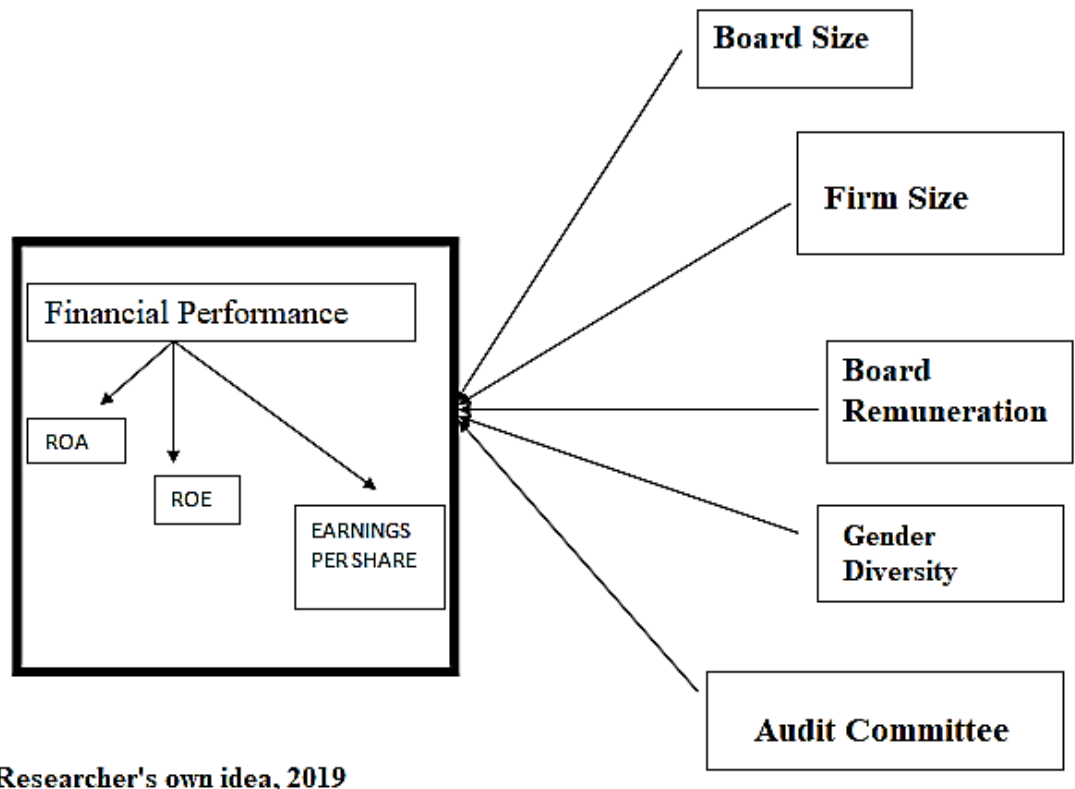 Board Size
Firm Size
Financial Performance
ROA
ROE
EARNINGS
PER SHARE
Board
Remuneration
Gender
Diversity
Audit Committee
Researcher's own idea, 2019